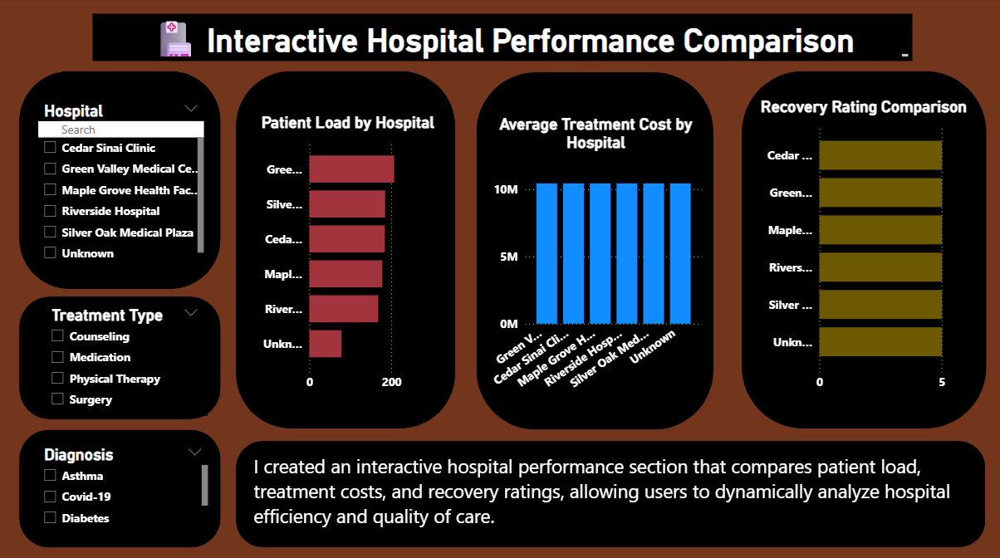 Interactive Hospital Performance Comparison
Hospital
Search
Cedar Sinai Clinic
Green Valley Medical Ce..
Maple Grove Health Fac..
Riverside Hospital
Silver Oak Medical Plaza
Unknown
Treatment Type
Counseling
Medication
Physical Therapy
Surgery
Diagnosis
Asthma
Covid-19
Diabetes
Patient Load by Hospital
Gree...
Silve...
Ceda...
Mapl...
River...
Unkn...
0 200
Average Treatment Cost by
Hospital
10M
5M
0M
Green V...
Cedar Sinai Cli...
Maple Grove H...
Riverside Hosp...
Silver Oak Med...
Unknown
Recovery Rating Comparison
Cedar ...
Green...
Maple...
Rivers...
Silver ...
Unkn...
0 5
I created an interactive hospital performance section that compares patient load,
treatment costs, and recovery ratings, allowing users to dynamically analyze hospital
efficiency and quality of care.